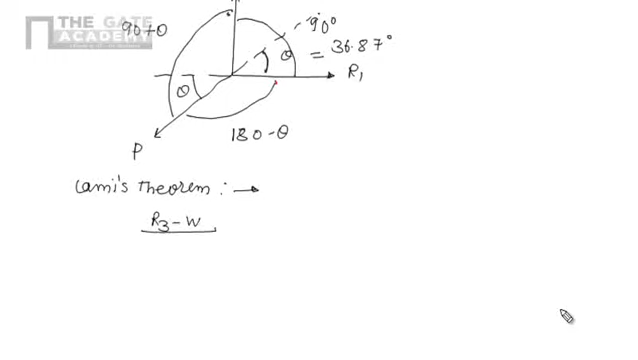 THE GATE
ACADEMY
90+θ
90°
θ = 36.87°
R₁
θ
180-θ
P
Lami's Theorem : →
R₃-W